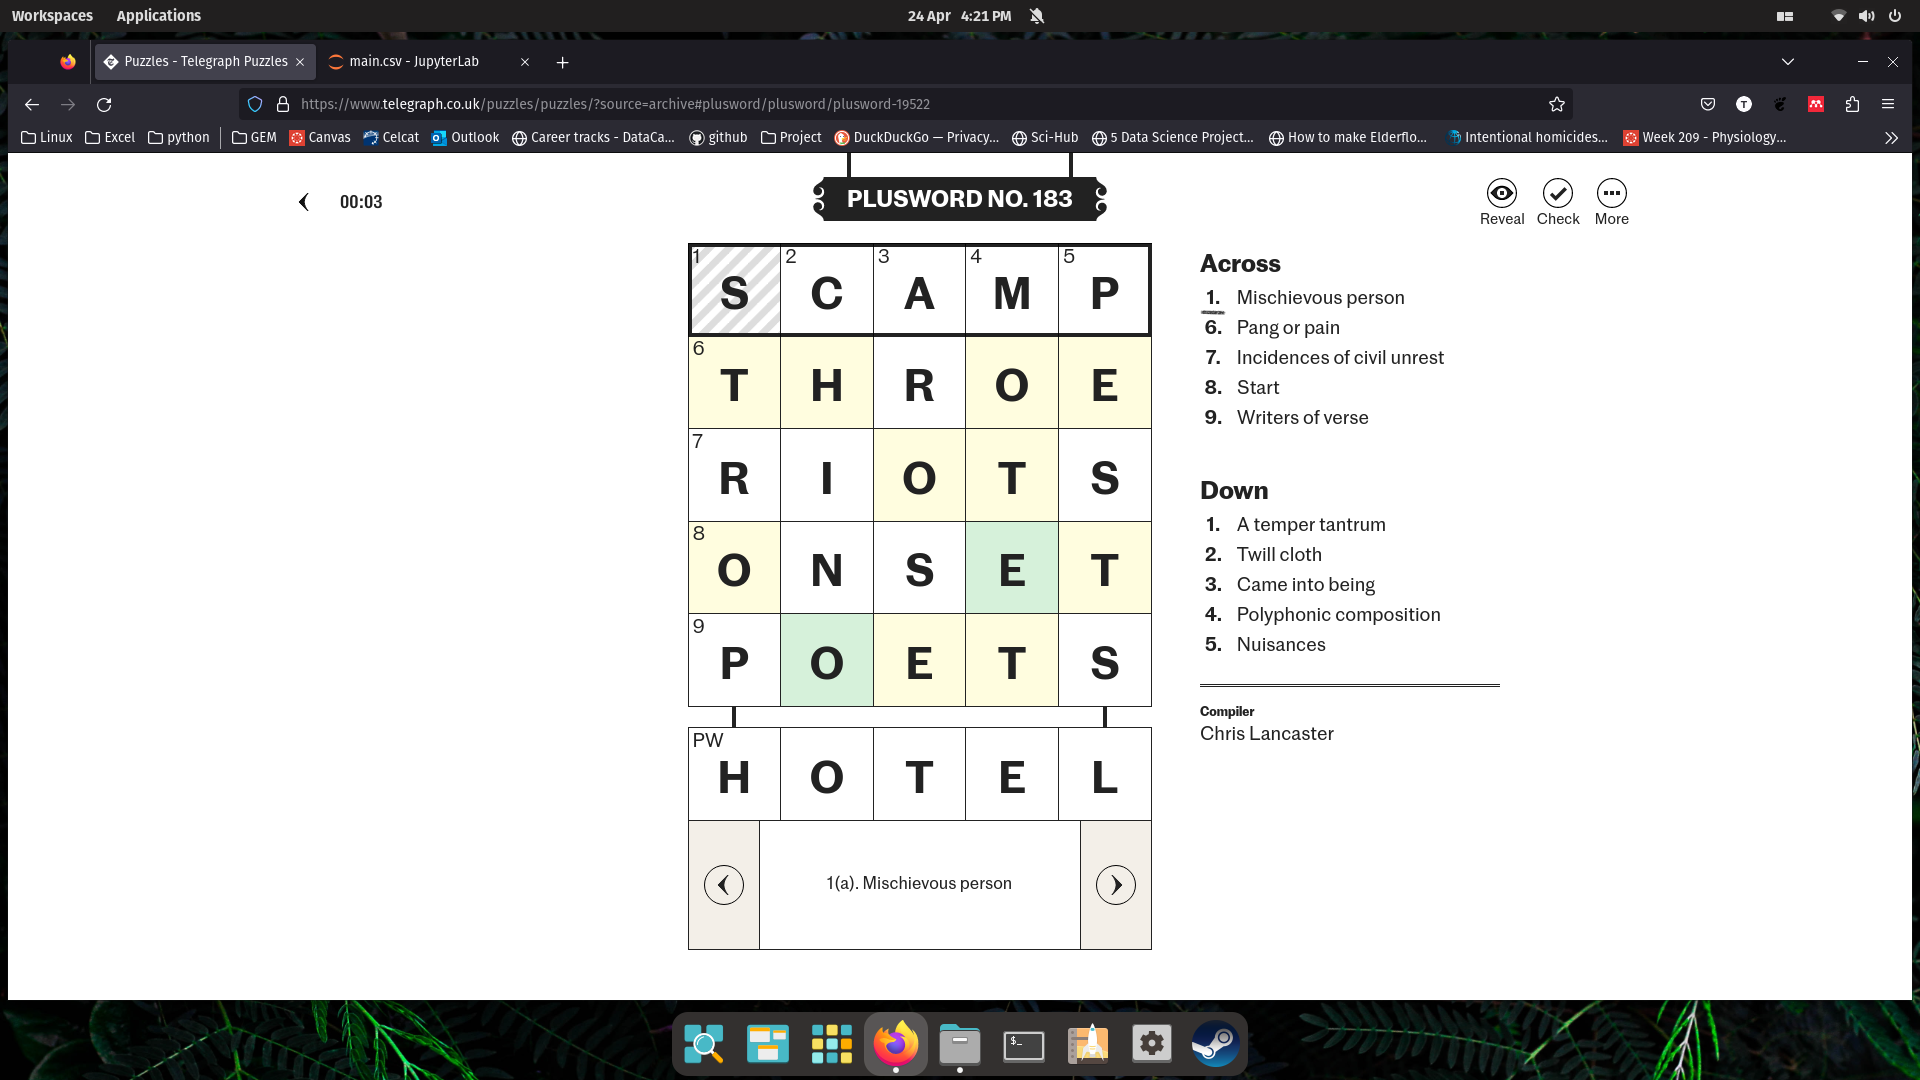 Workspaces Applications 24 Apr 4:21 PM
Puzzles - Telegraph Puzzles main.csv - JupyterLab
https://www.telegraph.co.uk/puzzles/puzzles/?source=archive#plusword/plusword/plusword-19522
Linux Excel python GEM Canvas Celcat Outlook Career tracks - DataCa... github Project DuckDuckGo — Privacy... Sci-Hub 5 Data Science Project... How to make Elderflo... Intentional homicides... Week 209 - Physiology...
00:03
PLUSWORD NO. 183
Reveal Check More
1 S 2 C 3 A 4 M 5 P
6 T H R O E
7 R I O T S
8 O N S E T
9 P O E T S
PW H O T E L
1(a). Mischievous person
Across
1. Mischievous person
6. Pang or pain
7. Incidences of civil unrest
8. Start
9. Writers of verse
Down
1. A temper tantrum
2. Twill cloth
3. Came into being
4. Polyphonic composition
5. Nuisances
Compiler
Chris Lancaster
$_